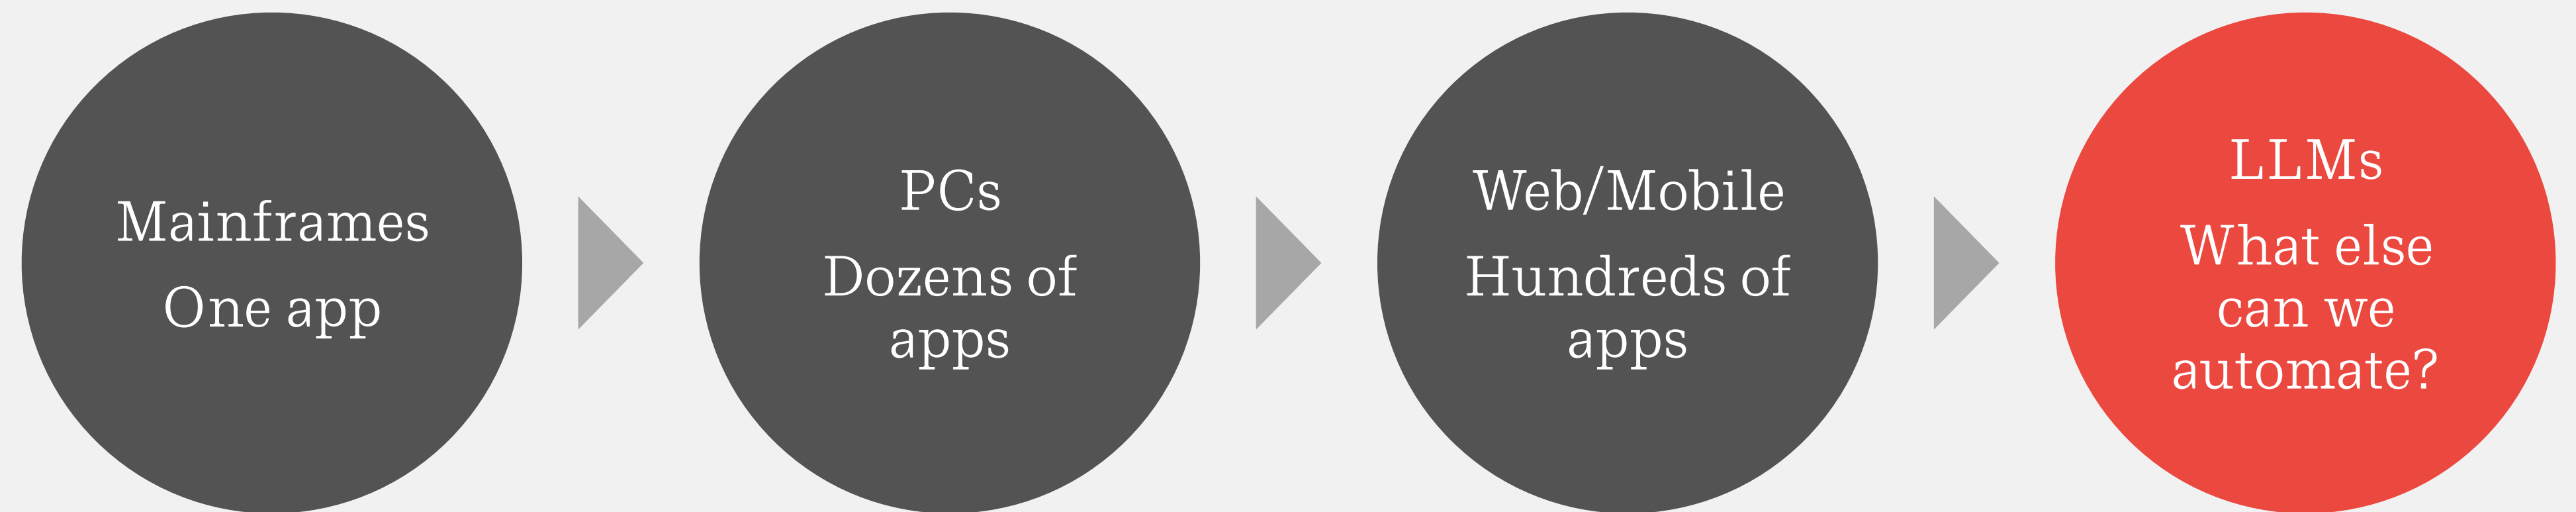 Mainframes
One app
PCs
Dozens of
apps
Web/Mobile
Hundreds of
apps
LLMs
What else
can we
automate?